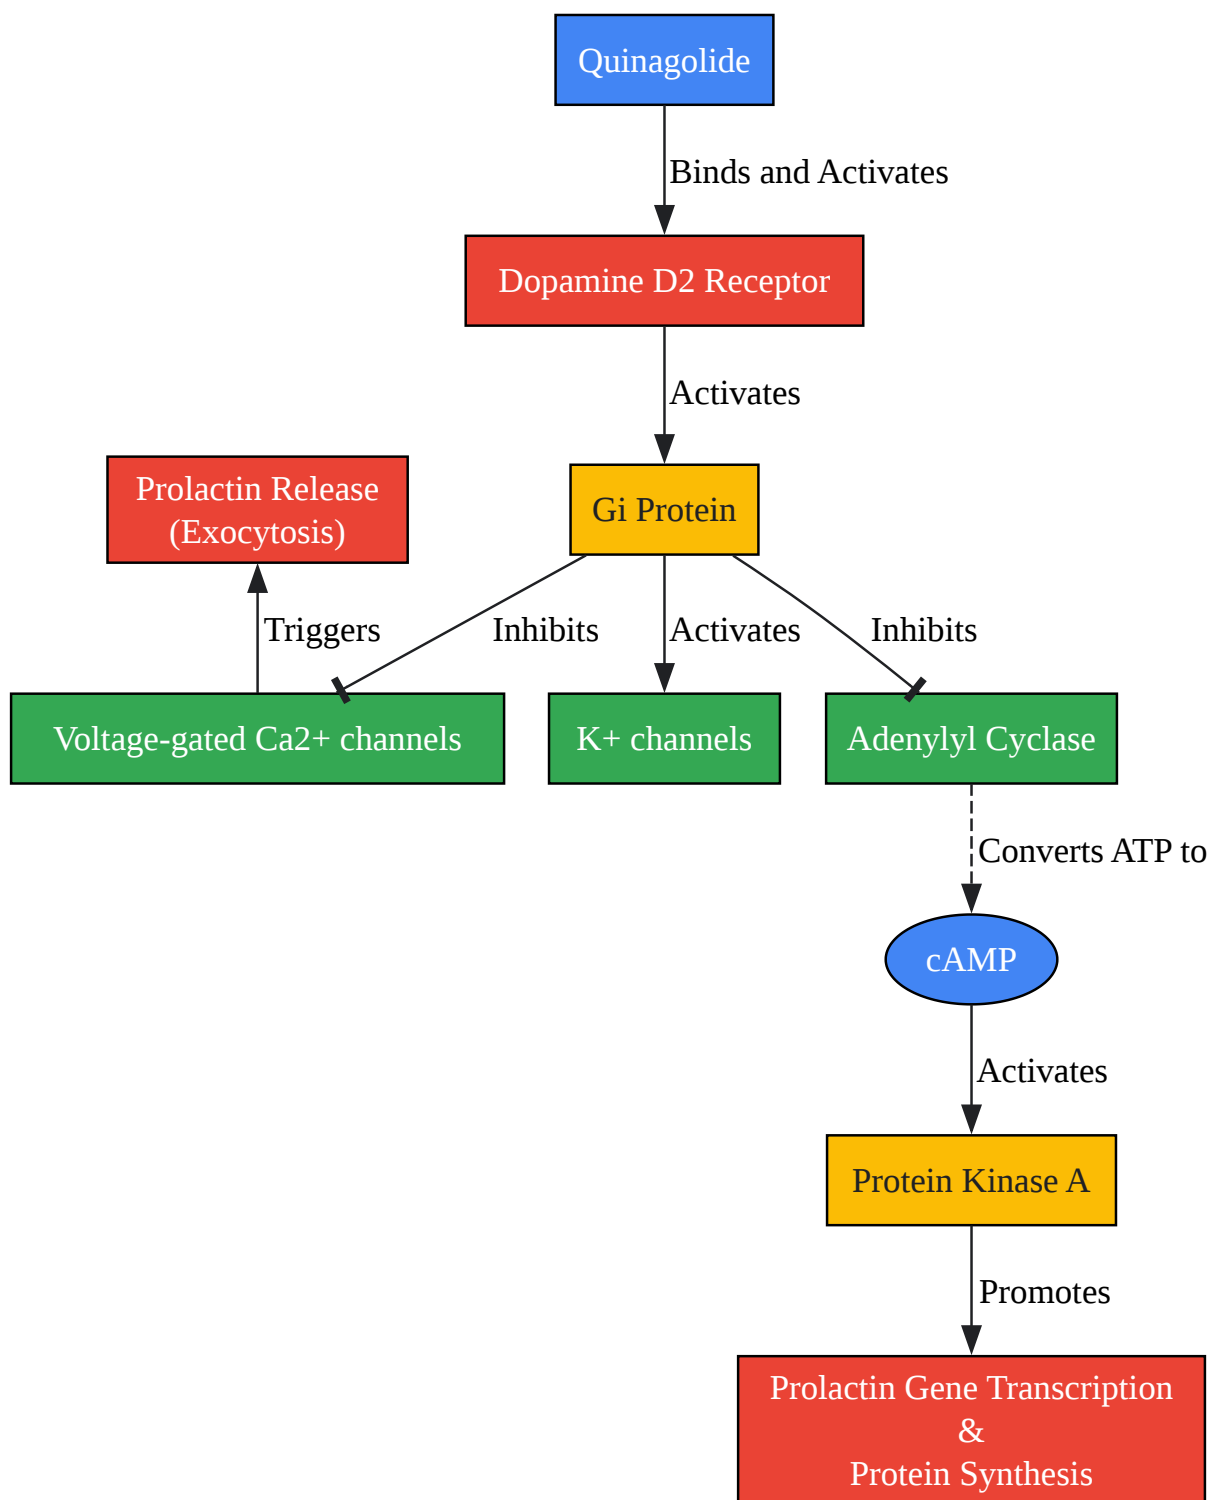 Quinagolide
Binds and Activates
Dopamine D2 Receptor
Activates
Prolactin Release
(Exocytosis)
Gi Protein
Triggers
Inhibits
Activates
Inhibits
Voltage-gated Ca2+ channels
K+ channels
Adenylyl Cyclase
Converts ATP to
cAMP
Activates
Protein Kinase A
Promotes
Prolactin Gene Transcription
&
Protein Synthesis